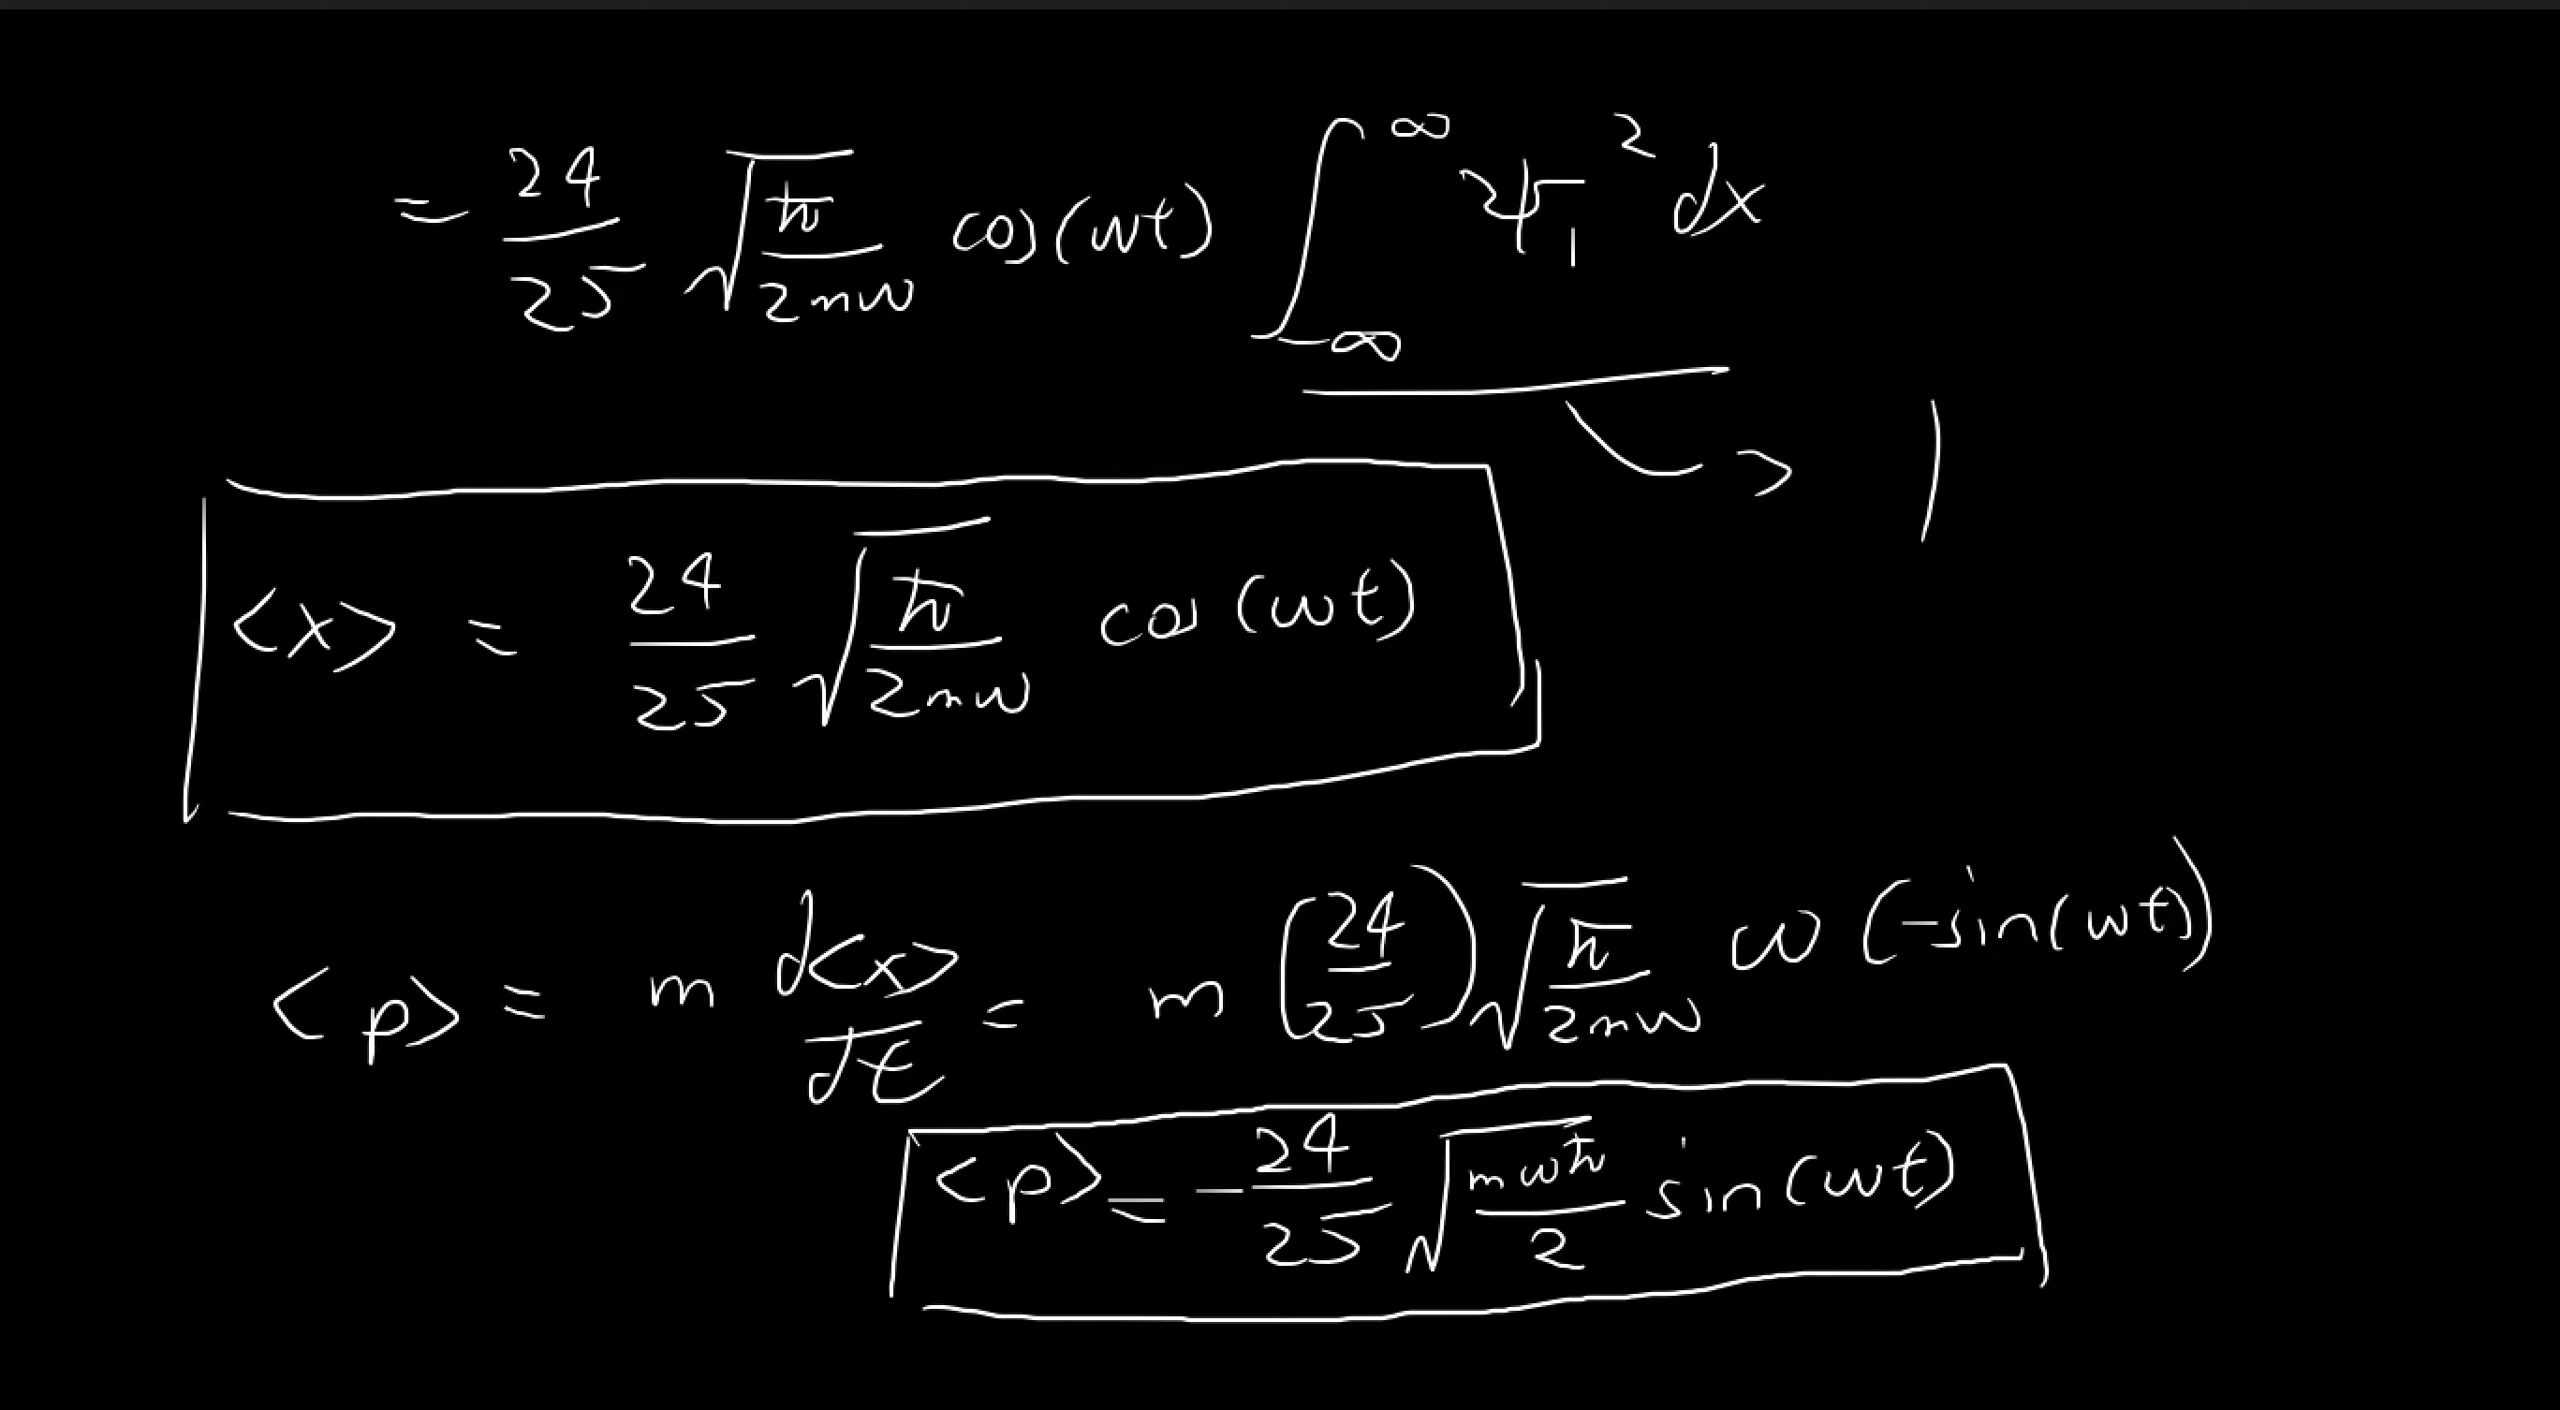 = 24/25 √(ħ/2mω) cos(ωt) ∫_{-∞}^{∞} ψ₁² dx
→ 1
<x> = 24/25 √(ħ/2mω) cos(ωt)
<p> = m d<x>/dt = m (24/25) √(ħ/2mω) ω (-sin(ωt))
<p> = -24/25 √(mωħ/2) sin(ωt)